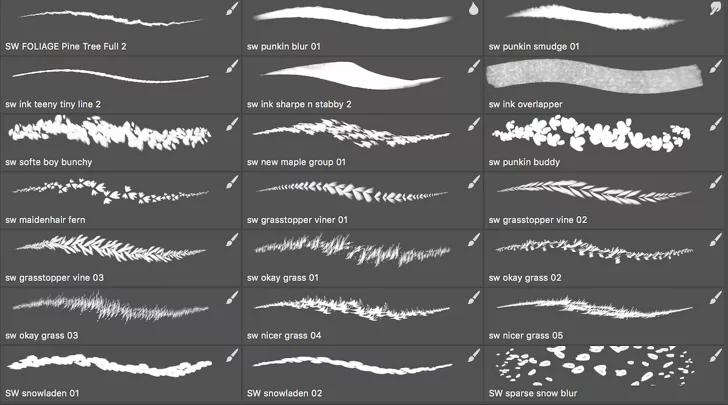 SW FOLIAGE Pine Tree Full 2
sw punkin blur 01
sw punkin smudge 01
sw ink teeny tiny line 2
sw ink sharpe n stabby 2
sw ink overlapper
sw softe boy bunchy
sw new maple group 01
sw punkin buddy
sw maidenhair fern
sw grasstopper viner 01
sw grasstopper vine 02
sw grasstopper vine 03
sw okay grass 01
sw okay grass 02
sw okay grass 03
sw nicer grass 04
sw nicer grass 05
SW snowladen 01
SW snowladen 02
SW sparse snow blur